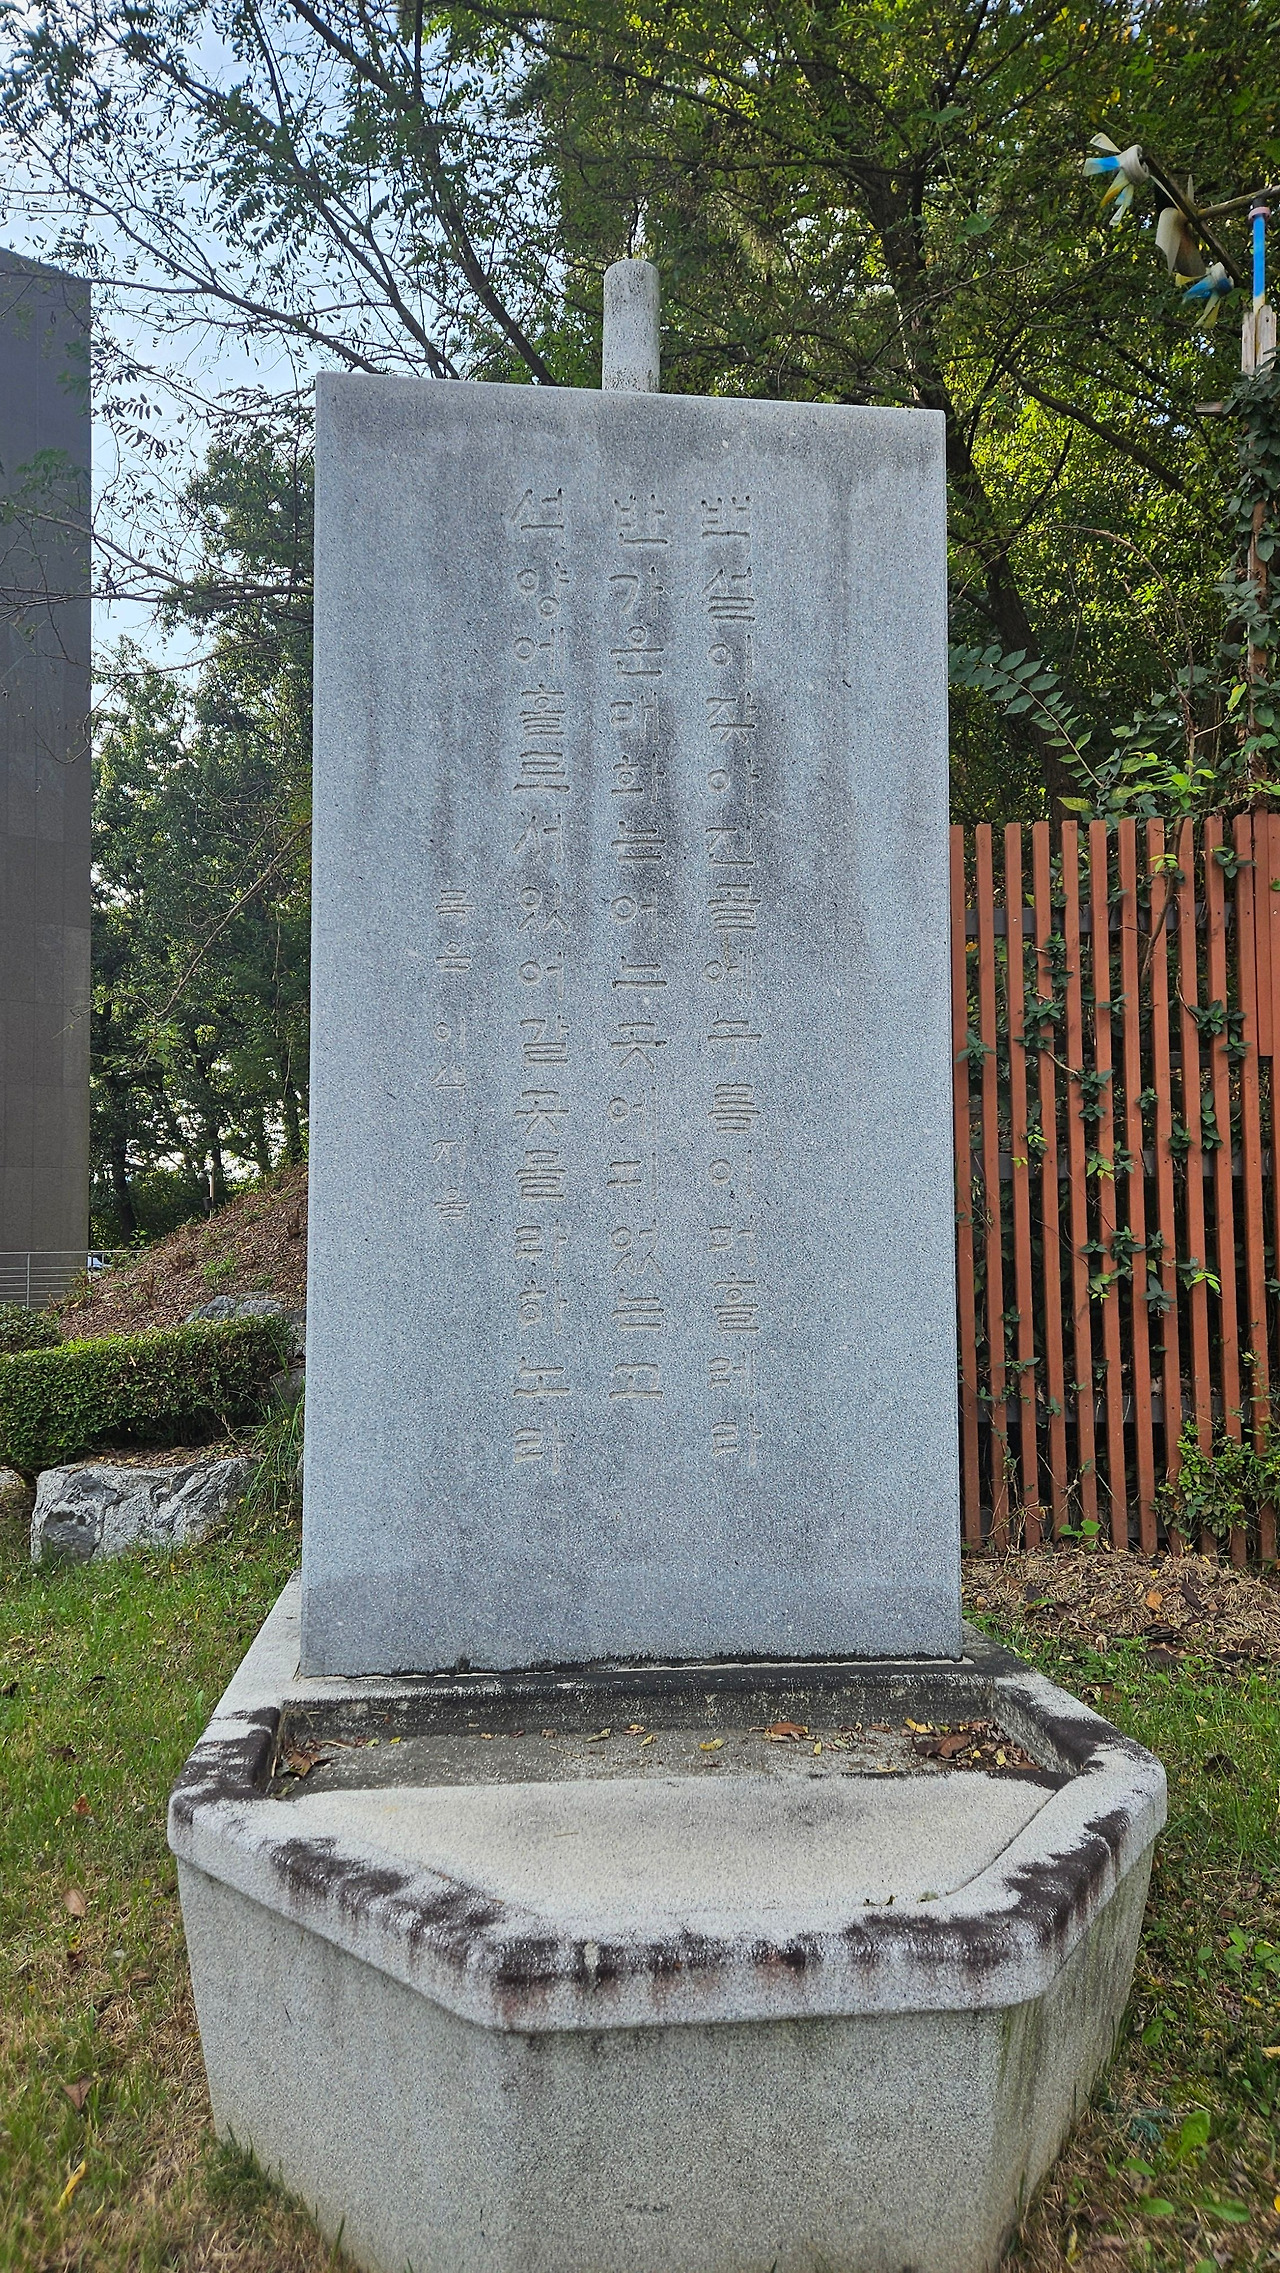 백설이잦아진골에구름이머흘레라
반가운매화는어느곳에피었는고
석양에홀로서있어갈곳몰라하노라
목은 이색 지음